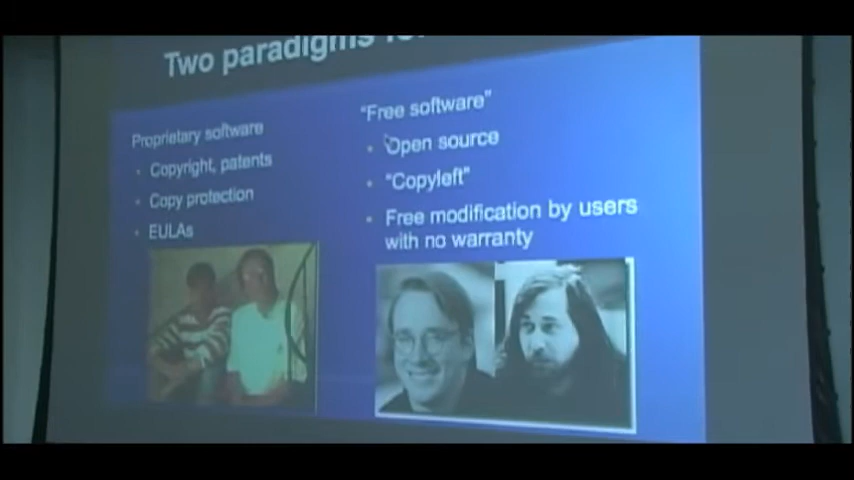 Two paradigms
Proprietary software
• Copyright, patents
• Copy protection
• EULAs
“Free software”
• Open source
• “Copyleft”
• Free modification by users
with no warranty